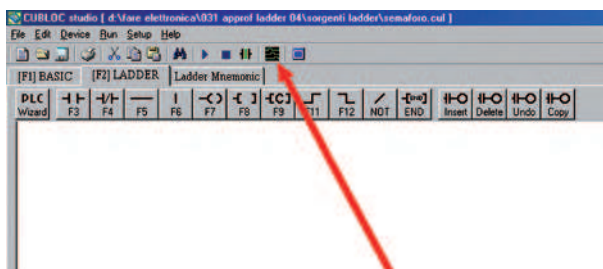 CUBLOC studio [ d:\fare elettronica\031 approf ladder 04\sorgenti ladder\semaforo.cul ]
File Edit Device Run Setup Help
[F1] BASIC [F2] LADDER Ladder Mnemonic
PLC ⊣ ⊢ ⊣/⊢ — | ⟨ ⟩ [ ] [C] NOT [END] Insert Delete Undo Copy
Wizard F3 F4 F5 F6 F7 F8 F9 F11 F12 END